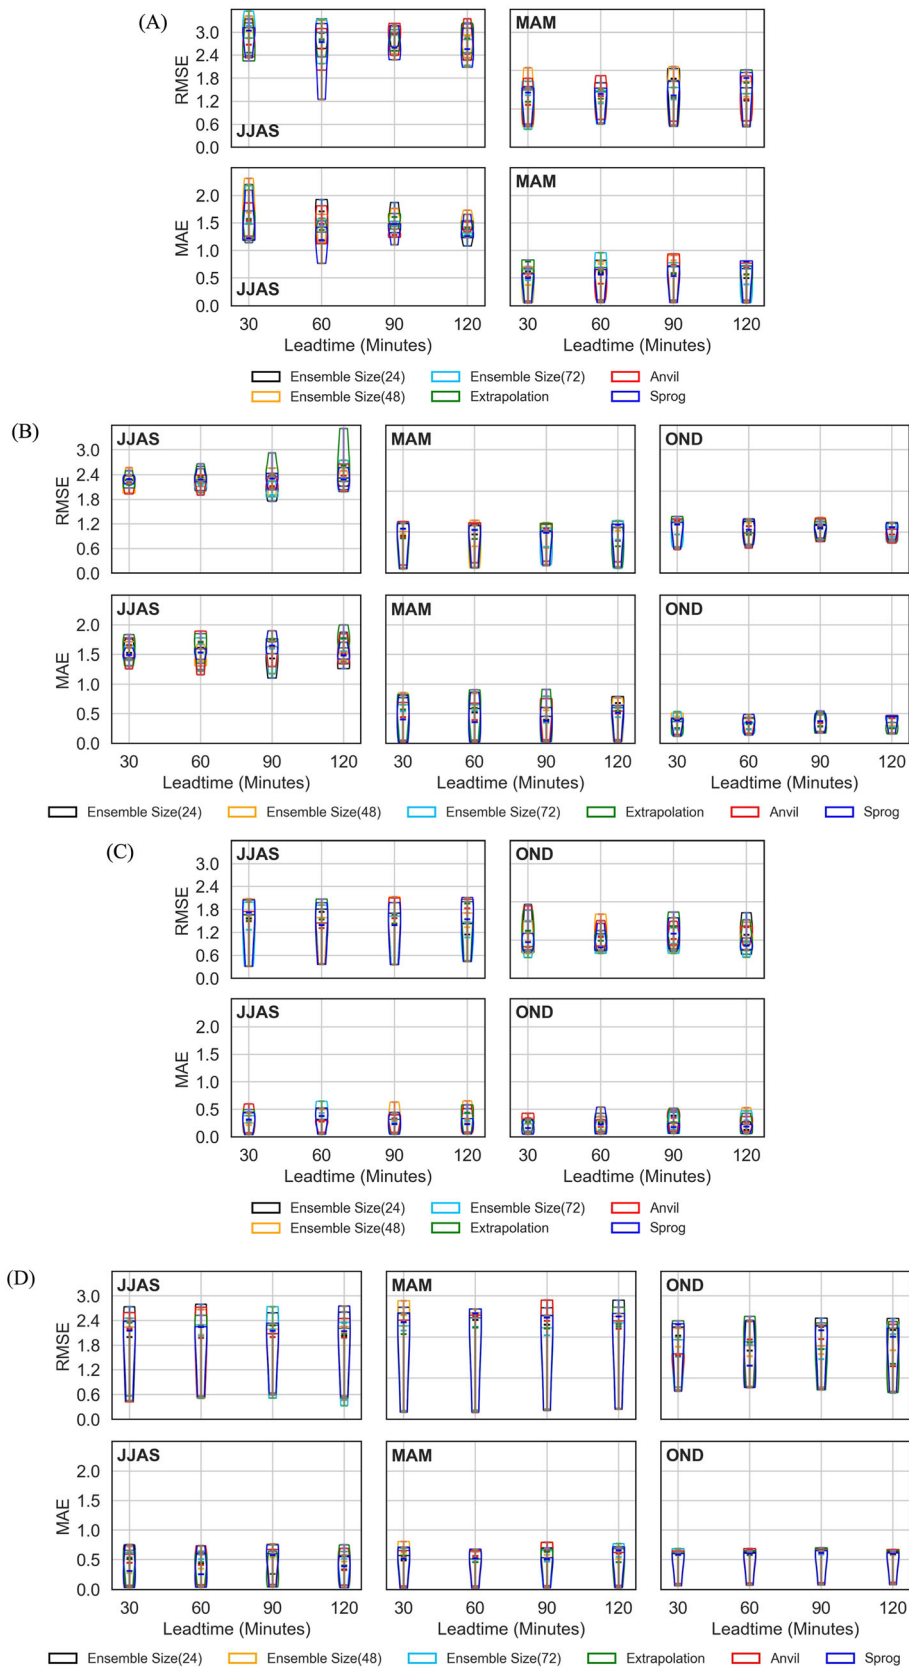 (A)
RMSE
3.0
2.4
1.8
1.2
0.6
0.0
JJAS
MAM
MAE
2.0
1.5
1.0
0.5
0.0
JJAS
MAM
30 60 90 120 30 60 90 120
Leadtime (Minutes) Leadtime (Minutes)
Ensemble Size(24) Ensemble Size(72) Anvil
Ensemble Size(48) Extrapolation Sprog
(B)
RMSE
3.0
2.4
1.8
1.2
0.6
0.0
JJAS MAM OND
MAE
2.0
1.5
1.0
0.5
0.0
JJAS MAM OND
30 60 90 120 30 60 90 120 30 60 90 120
Leadtime (Minutes) Leadtime (Minutes) Leadtime (Minutes)
Ensemble Size(24) Ensemble Size(48) Ensemble Size(72) Extrapolation Anvil Sprog
(C)
RMSE
3.0
2.4
1.8
1.2
0.6
0.0
JJAS OND
MAE
2.0
1.5
1.0
0.5
0.0
JJAS OND
30 60 90 120 30 60 90 120
Leadtime (Minutes) Leadtime (Minutes)
Ensemble Size(24) Ensemble Size(72) Anvil
Ensemble Size(48) Extrapolation Sprog
(D)
RMSE
3.0
2.4
1.8
1.2
0.6
0.0
JJAS MAM OND
MAE
2.0
1.5
1.0
0.5
0.0
JJAS MAM OND
30 60 90 120 30 60 90 120 30 60 90 120
Leadtime (Minutes) Leadtime (Minutes) Leadtime (Minutes)
Ensemble Size(24) Ensemble Size(48) Ensemble Size(72) Extrapolation Anvil Sprog